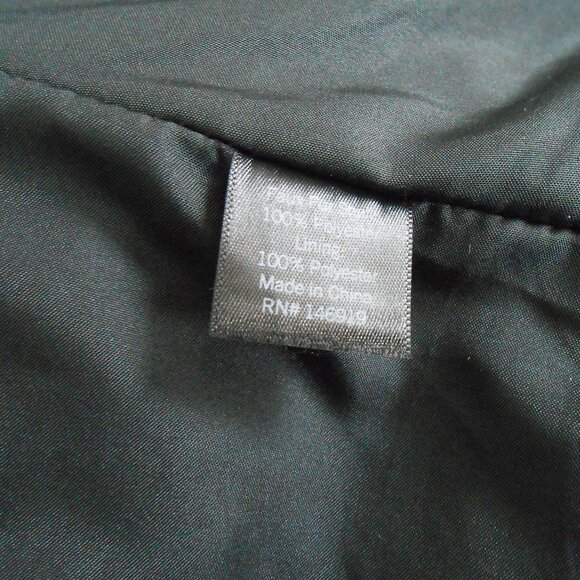 Faux Fur Shell
100% Polyester
Lining
100% Polyester
Made in China
RN# 146919